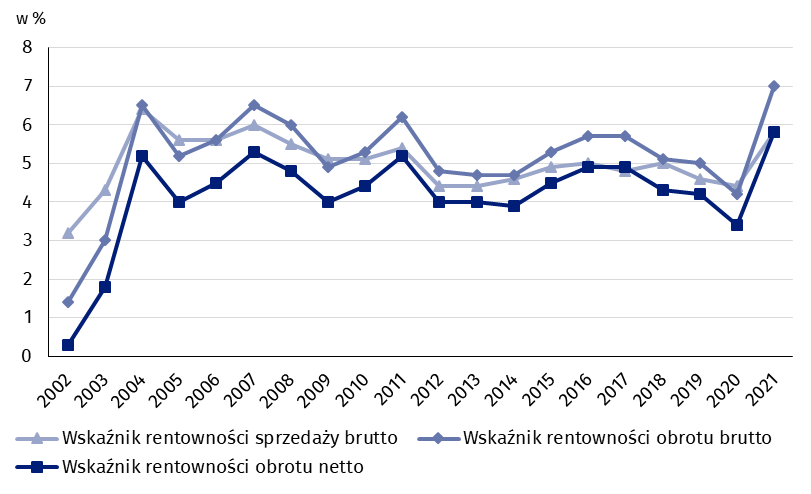 w %
8
7
6
5
4
3
2
1
0
2002 2003 2004 2005 2006 2007 2008 2009 2010 2011 2012 2013 2014 2015 2016 2017 2018 2019 2020 2021
Wskaźnik rentowności sprzedaży brutto Wskaźnik rentowności obrotu brutto
Wskaźnik rentowności obrotu netto